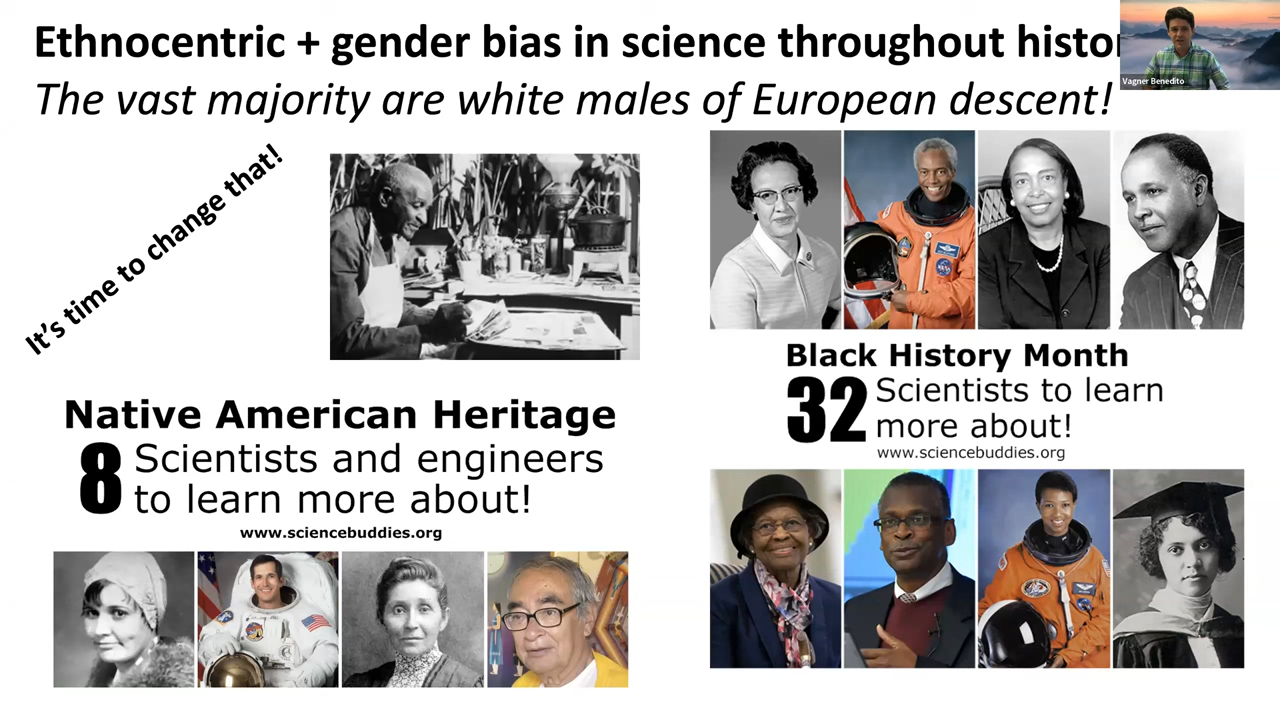 Ethnocentric + gender bias in science throughout histor
The vast majority are white males of European descent!
Vagner Benedito
It's time to change that!
Native American Heritage
8 Scientists and engineers
to learn more about!
www.sciencebuddies.org
Black History Month
32 Scientists to learn
more about!
www.sciencebuddies.org
NASA